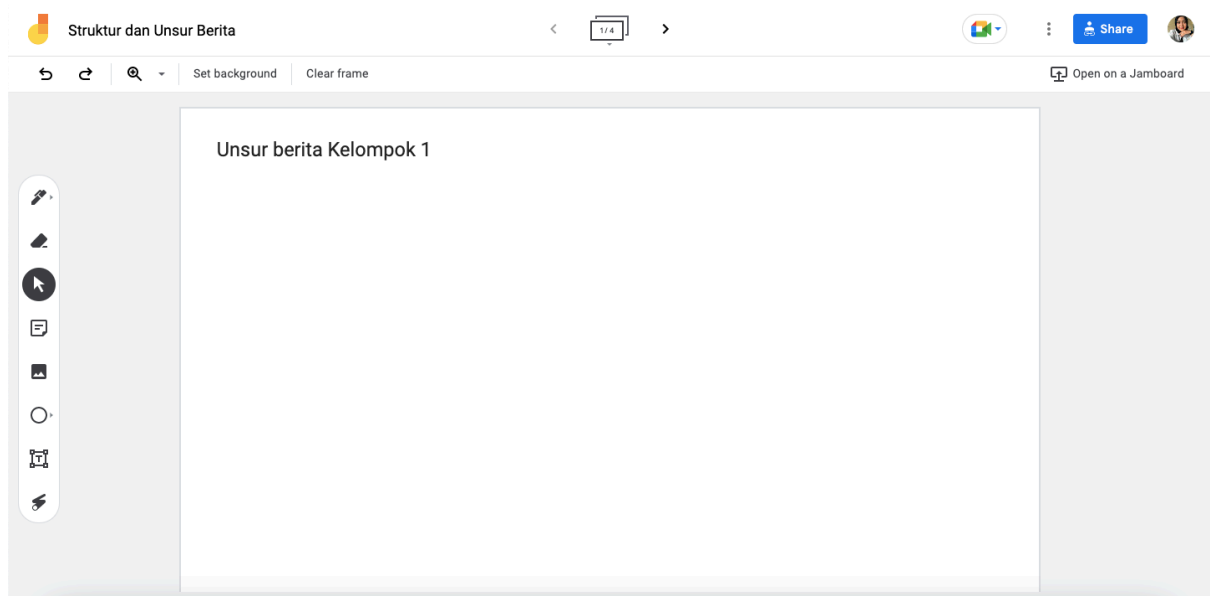 Struktur dan Unsur Berita
1/4
Share
Set background
Clear frame
Open on a Jamboard
Unsur berita Kelompok 1
T